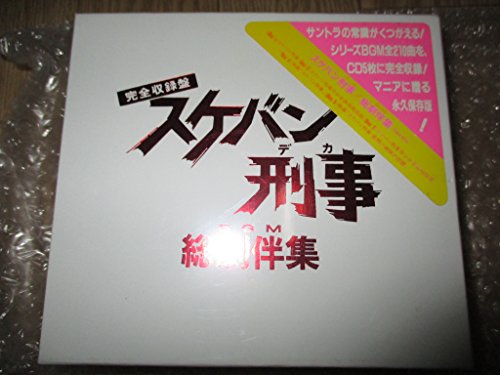 サントラの常識がくつがえる!
シリーズBGM全210曲を、
CD5枚に完全収録!
マニアに贈る
永久保存版!
完全収録盤
スケバン
デカ
刑事
BGM
総劇伴集